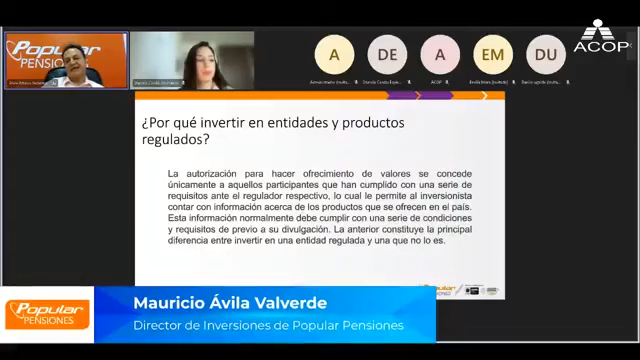 Popular
PENSIONES
A
DE
A
EM
DU
ACOP
ACOP
¿Por qué invertir en entidades y productos
regulados?
La autorización para hacer ofrecimiento de valores se concede
únicamente a aquellos participantes que han cumplido con una serie de
requisitos ante el regulador respectivo, lo cual le permite al inversionista
contar con información acerca de los productos que se ofrecen en el país.
Esta información normalmente debe cumplir con una serie de condiciones
y requisitos de previo a su divulgación. La anterior constituye la principal
diferencia entre invertir en una entidad regulada y una que no lo es.
Popular
PENSIONES
Mauricio Ávila Valverde
Director de Inversiones de Popular Pensiones
Popular
PENSIONES